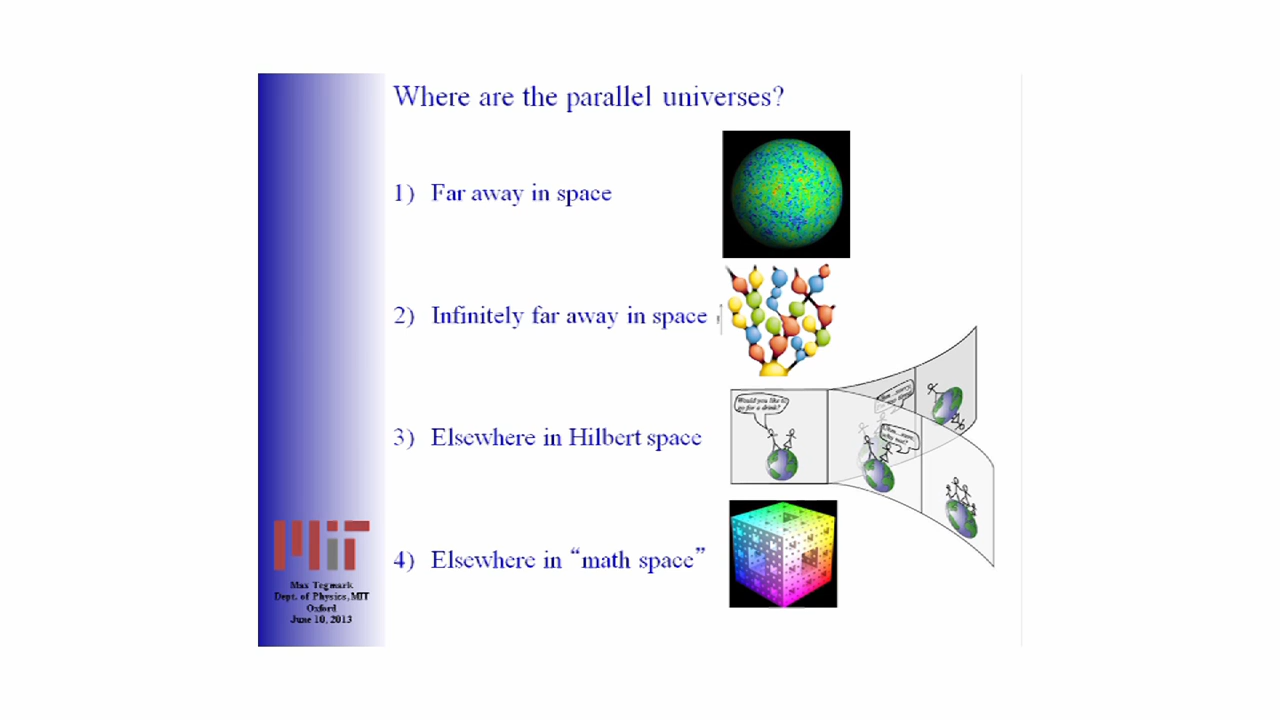 Where are the parallel universes?
1) Far away in space
2) Infinitely far away in space
Would you like to
go for a drink?
3) Elsewhere in Hilbert space
4) Elsewhere in “math space”
MIT
Max Tegmark
Dept. of Physics, MIT
Oxford
June 10, 2013